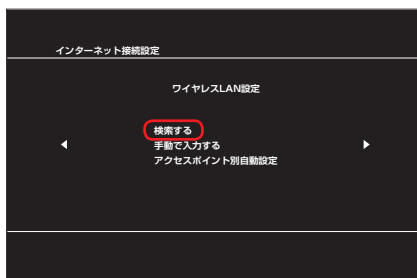 インターネット接続設定
ワイヤレスLAN設定
検索する
手動で入力する
アクセスポイント別自動設定